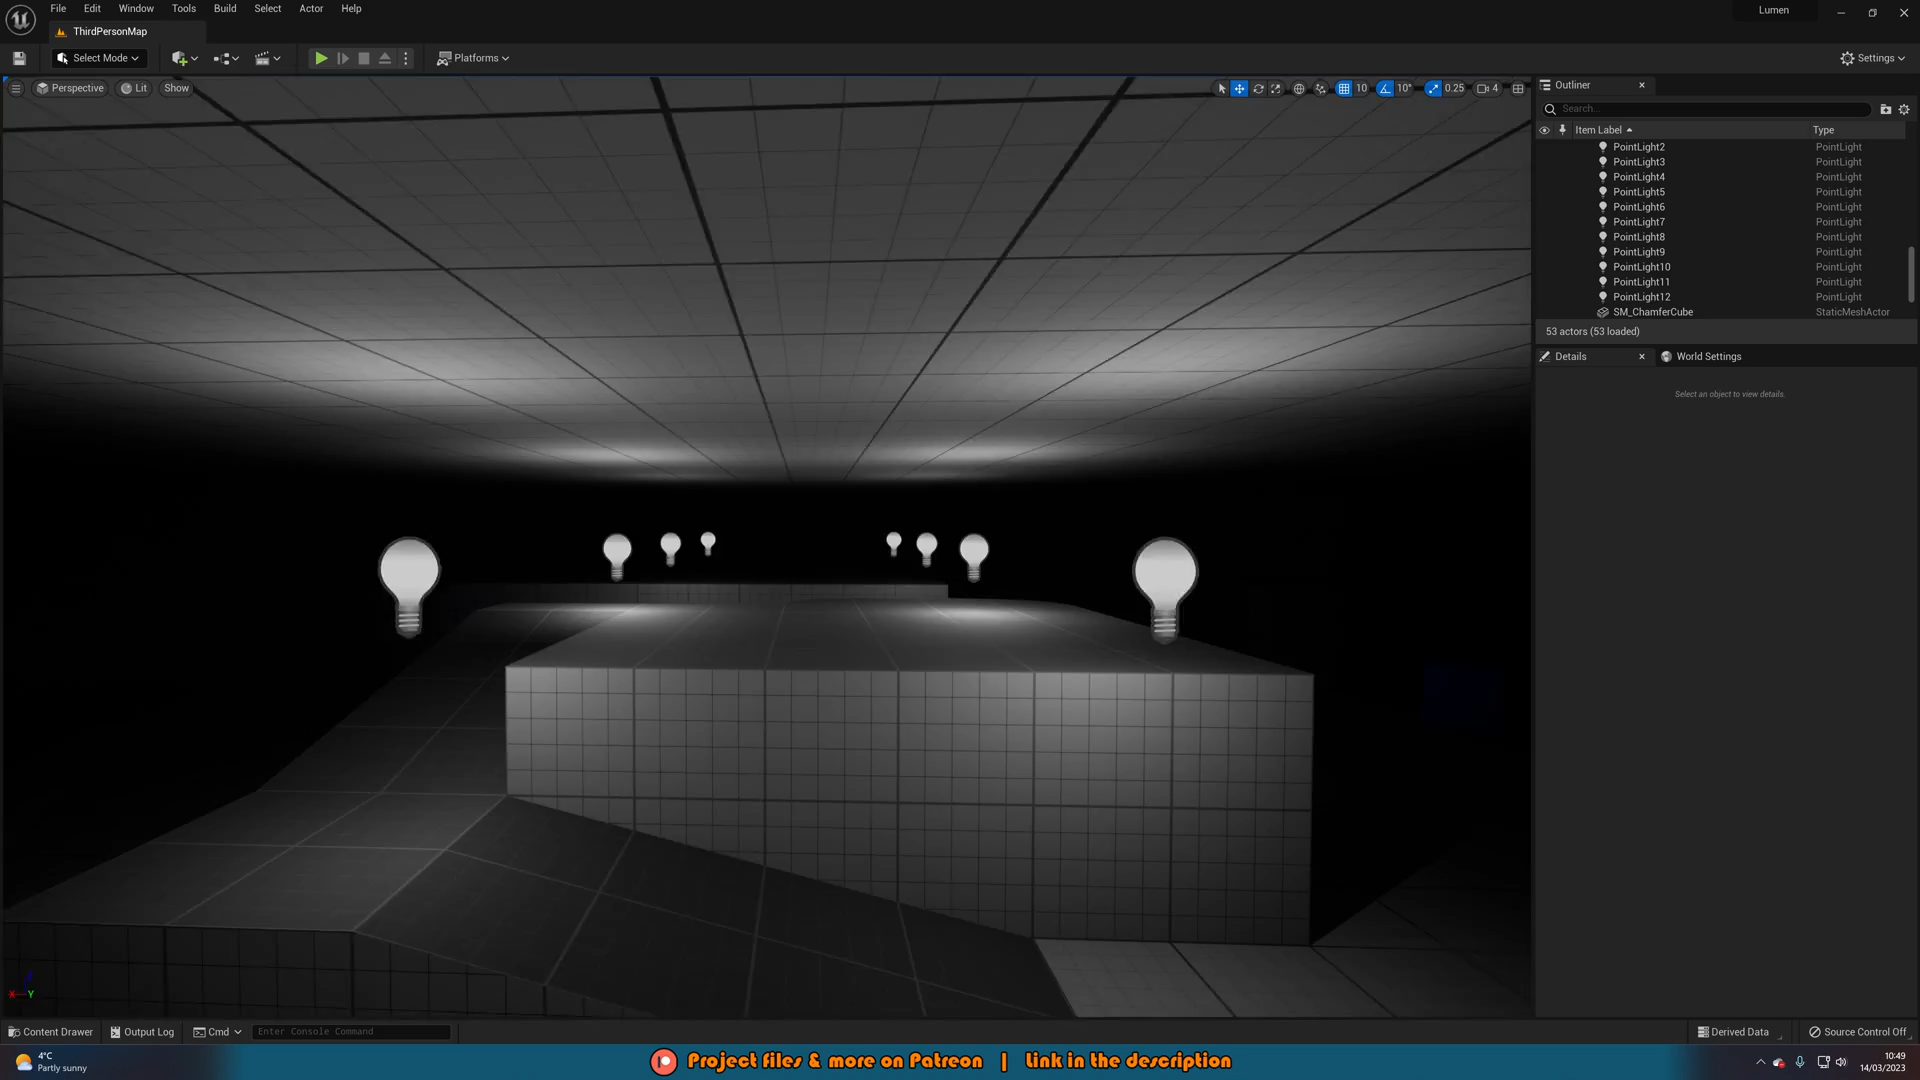 File Edit Window Tools Build Select Actor Help
Lumen
ThirdPersonMap
Select Mode
Platforms
Settings
Perspective Lit Show
10 10° 0.25 4
Outliner
Search...
Item Label Type
PointLight2 PointLight
PointLight3 PointLight
PointLight4 PointLight
PointLight5 PointLight
PointLight6 PointLight
PointLight7 PointLight
PointLight8 PointLight
PointLight9 PointLight
PointLight10 PointLight
PointLight11 PointLight
PointLight12 PointLight
SM_ChamferCube StaticMeshActor
53 actors (53 loaded)
Details World Settings
Select an object to view details.
X Y
Content Drawer Output Log Cmd Enter Console Command
Derived Data Source Control Off
4°C
Partly sunny
Project files & more on Patreon | Link in the description
10:49
14/03/2023